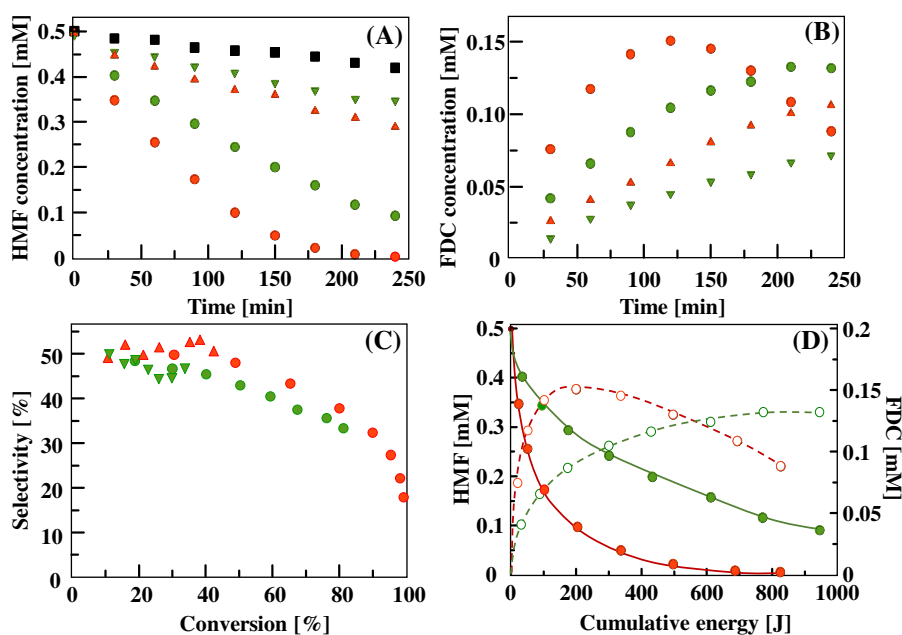 (A)
HMF concentration [mM]
0.5
0.4
0.3
0.2
0.1
0
0 50 100 150 200 250
Time [min]
(B)
FDC concentration [mM]
0.15
0.10
0.05
0
0 50 100 150 200 250
Time [min]
(C)
Selectivity [%]
50
40
30
20
10
0
0 20 40 60 80 100
Conversion [%]
(D)
HMF [mM]
0.5
0.4
0.3
0.2
0.1
0
0.2
0.15
0.1
0.05
0
FDC [mM]
0 200 400 600 800 1000
Cumulative energy [J]